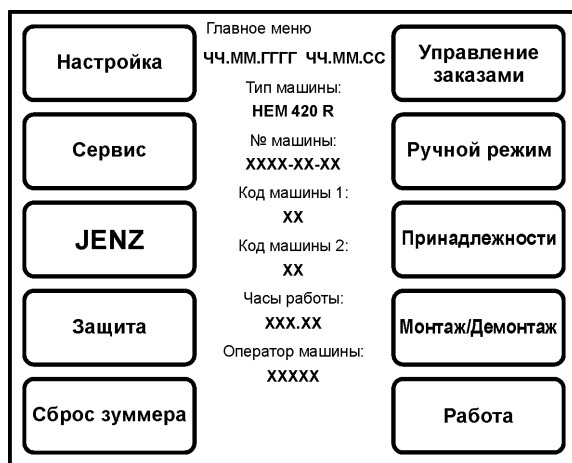 Главное меню
Настройка
ЧЧ.ММ.ГГГГ ЧЧ.ММ.СС
Управление
заказами
Тип машины:
HEM 420 R
Сервис
№ машины:
XXXX-XX-XX
Ручной режим
Код машины 1:
XX
JENZ
Код машины 2:
XX
Принадлежности
Защита
Часы работы:
XXX.XX
Монтаж/Демонтаж
Оператор машины:
XXXXX
Сброс зуммера
Работа